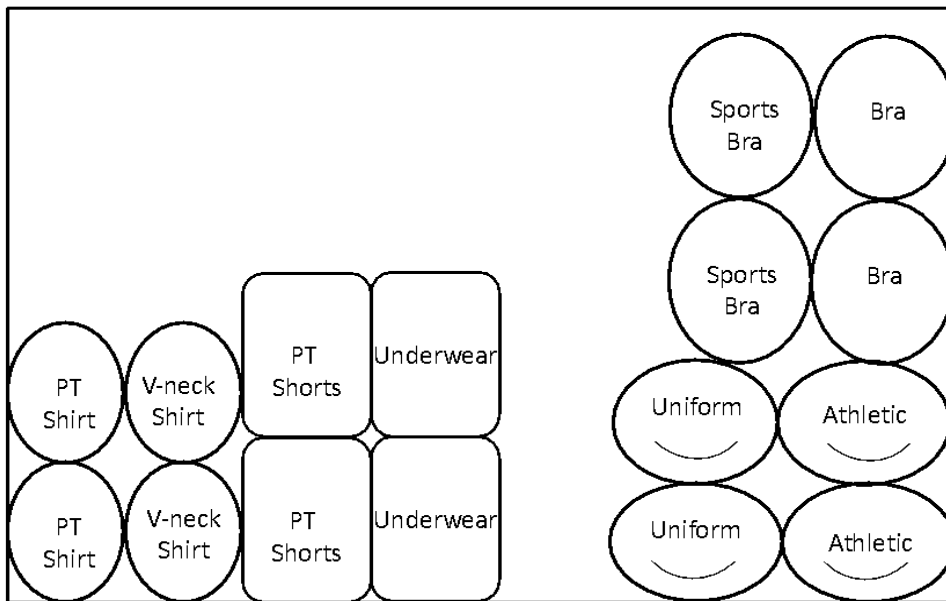 Sports
Bra
Bra
Sports
Bra
Bra
PT
Shirt
V-neck
Shirt
PT
Shorts
Underwear
Uniform
Athletic
PT
Shirt
V-neck
Shirt
PT
Shorts
Underwear
Uniform
Athletic